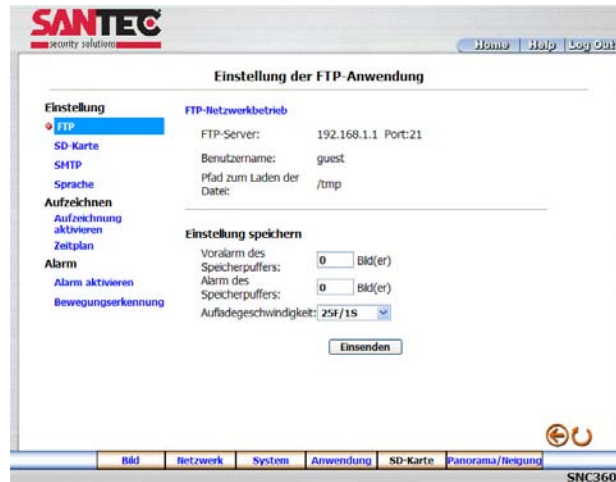 SANTEC
security solutions
Home Help Log Out
Einstellung der FTP-Anwendung
Einstellung
FTP
SD-Karte
SMTP
Sprache
Aufzeichnen
Aufzeichnung
aktivieren
Zeitplan
Alarm
Alarm aktivieren
Bewegungserkennung
FTP-Netzwerkbetrieb
FTP-Server: 192.168.1.1 Port:21
Benutzername: guest
Pfad zum Laden der
Datei: /tmp
Einstellung speichern
Voralarm des
Speicherpuffers: 0 Bild(er)
Alarm des
Speicherpuffers: 0 Bild(er)
Aufladegeschwindigkeit: 25F/1S
Einsenden
Bild Netzwerk System Anwendung SD-Karte Panorama/Neigung
SNC360